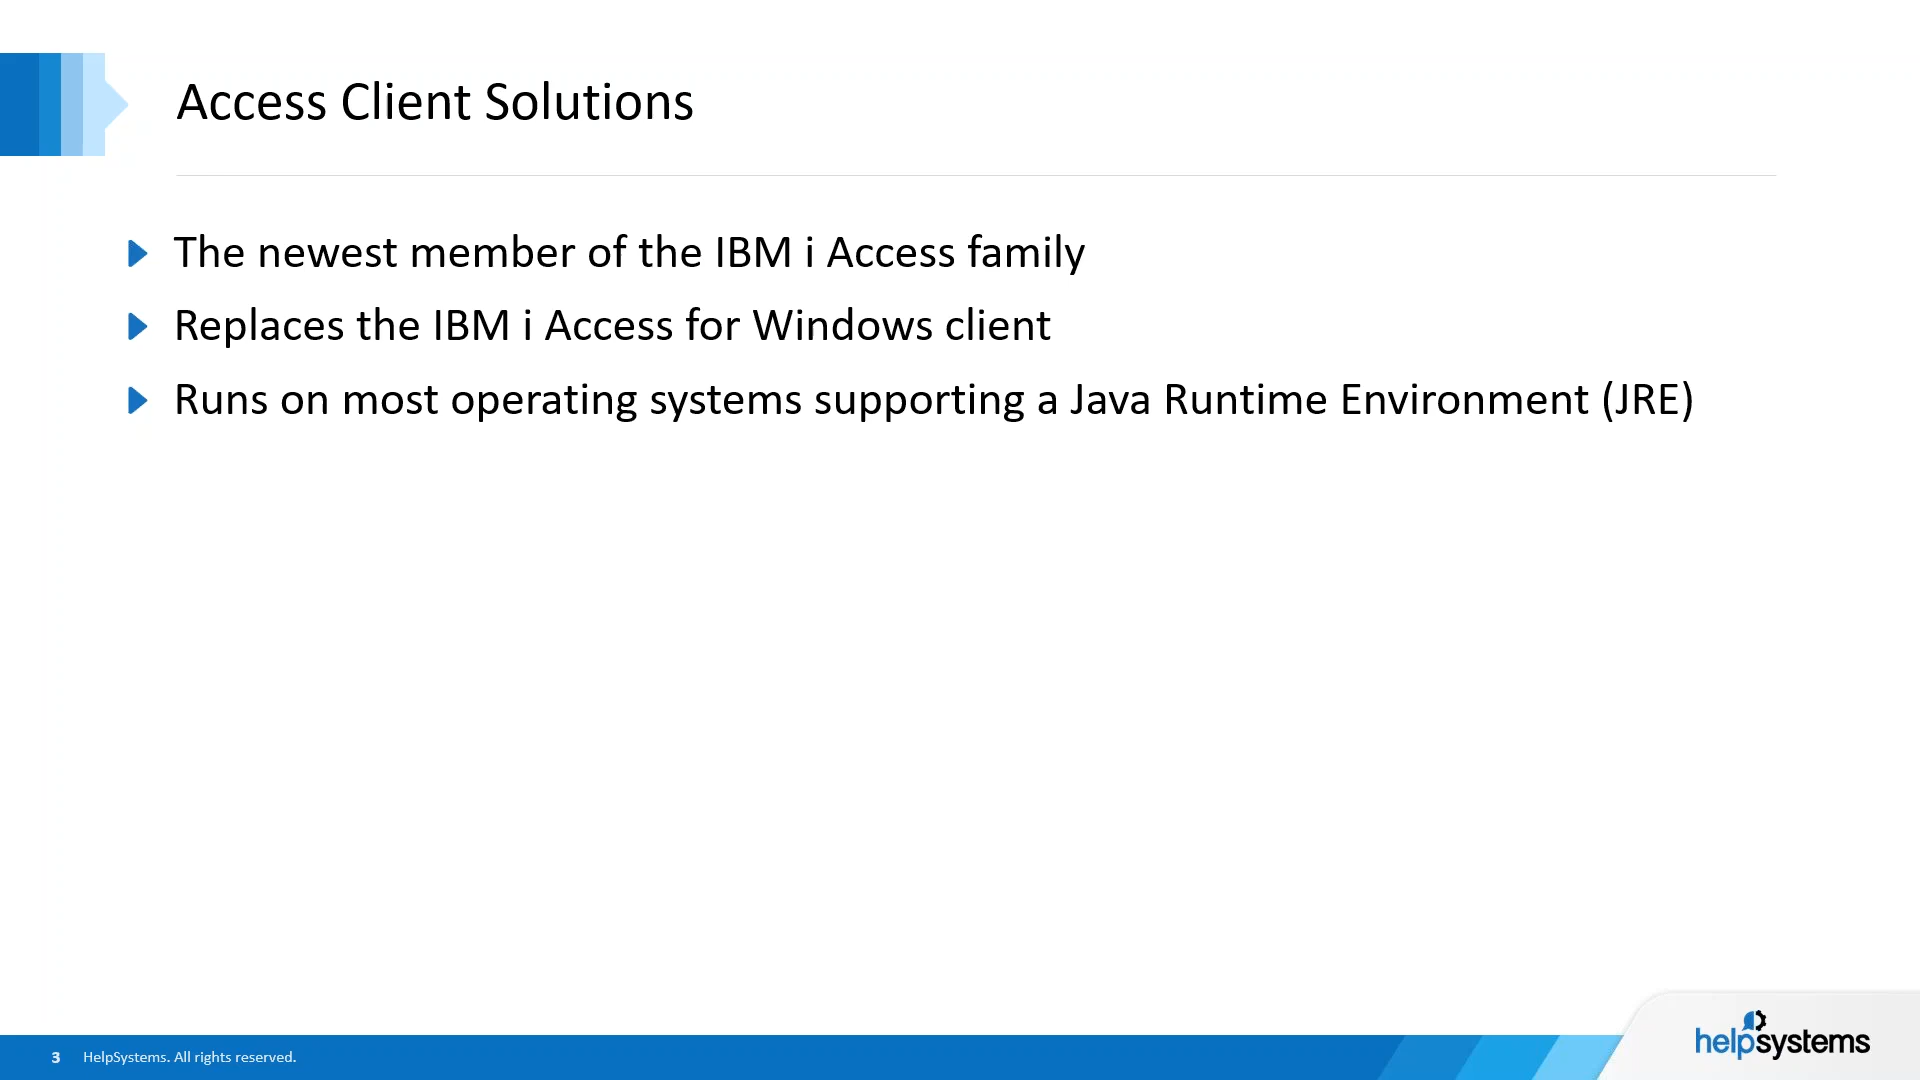 Access Client Solutions
The newest member of the IBM i Access family
Replaces the IBM i Access for Windows client
Runs on most operating systems supporting a Java Runtime Environment (JRE)
3 HelpSystems. All rights reserved.
helpsystems